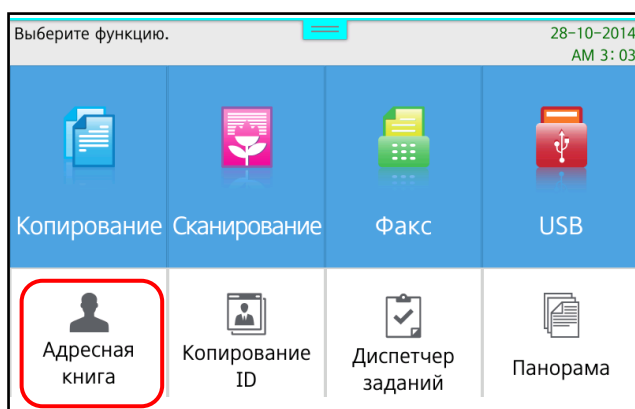 Выберите функцию.
28-10-2014
AM 3:03
Копирование Сканирование Факс USB
Адресная
книга
Копирование
ID
Диспетчер
заданий
Панорама